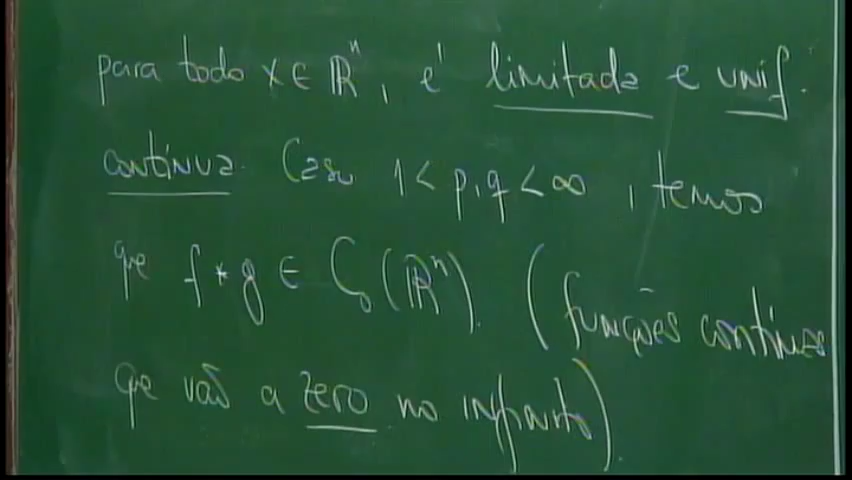 para todo x ∈ ℝⁿ, é limitada e unif.
contínua. Caso 1 < p, q < ∞, temos
que f * g ∈ C₀(ℝⁿ). (funções contínuas
que vão a zero no infinito).